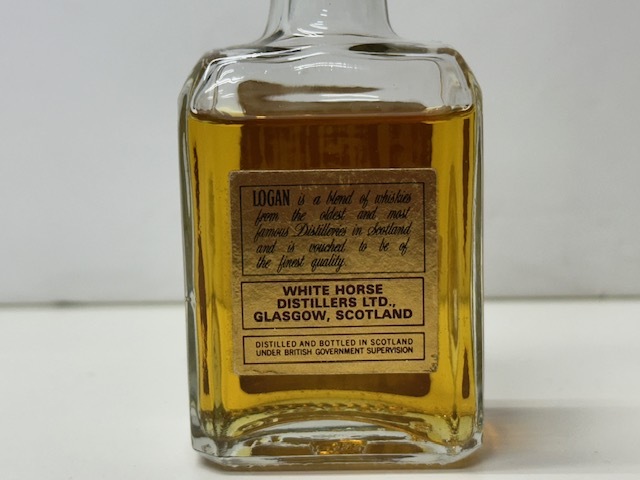 LOGAN is a blend of whiskies
from the oldest and most
famous Distilleries in Scotland
and is vouched to be of
the finest quality.
WHITE HORSE
DISTILLERS LTD.,
GLASGOW, SCOTLAND
DISTILLED AND BOTTLED IN SCOTLAND
UNDER BRITISH GOVERNMENT SUPERVISION